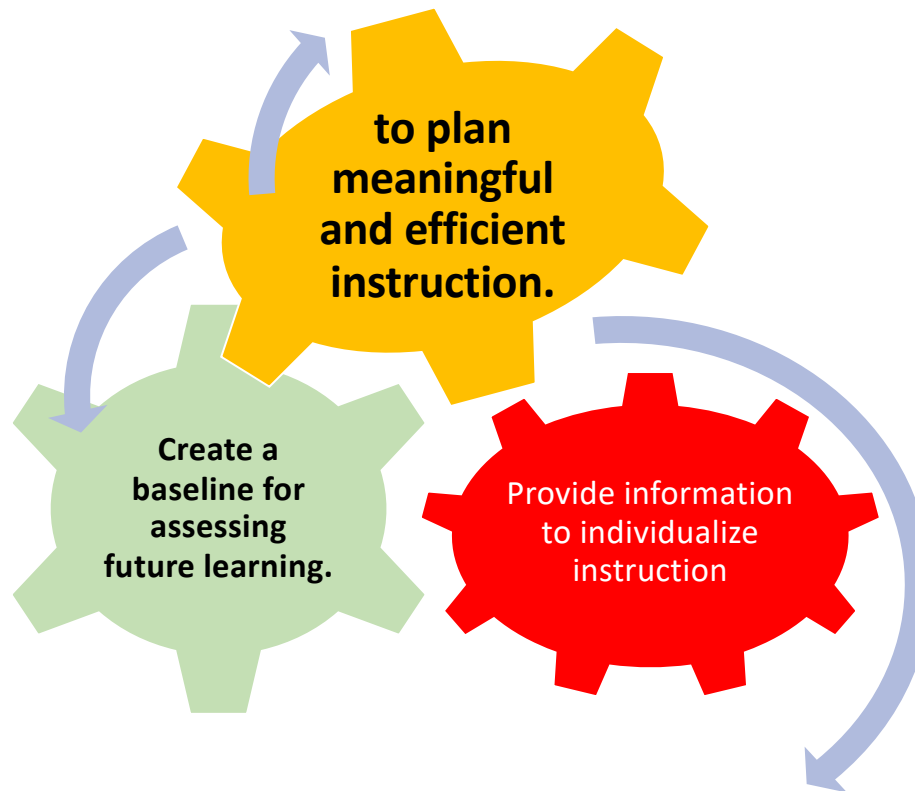 to plan
meaningful
and efficient
instruction.
Create a
baseline for
assessing
future learning.
Provide information
to individualize
instruction